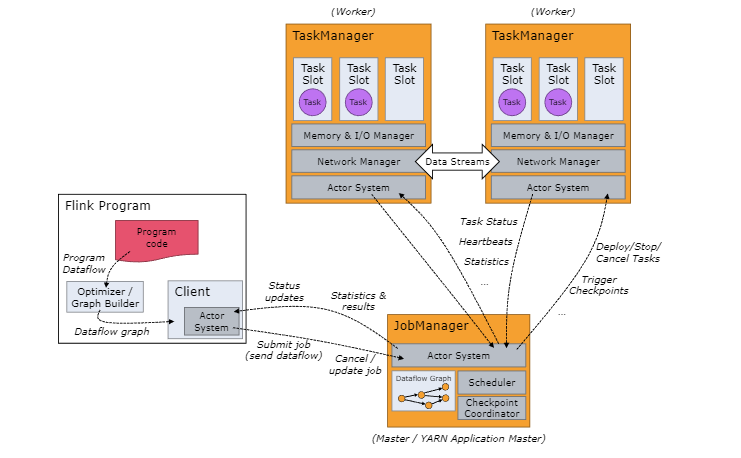 (Worker)
(Worker)
TaskManager
TaskManager
Task
Slot
Task
Task
Slot
Task
Task
Slot
Task
Slot
Task
Task
Slot
Task
Task
Slot
Memory & I/O Manager
Memory & I/O Manager
Network Manager
Data Streams
Network Manager
Actor System
Actor System
Flink Program
Program
code
Program
Dataflow
Optimizer /
Graph Builder
Dataflow graph
Client
Actor
System
Task Status
Heartbeats
Statistics
...
Deploy/Stop/
Cancel Tasks
Trigger
Checkpoints
...
Status
updates
Statistics &
results
Submit job
(send dataflow)
Cancel /
update job
JobManager
Actor System
Dataflow Graph
Scheduler
Checkpoint
Coordinator
(Master / YARN Application Master)